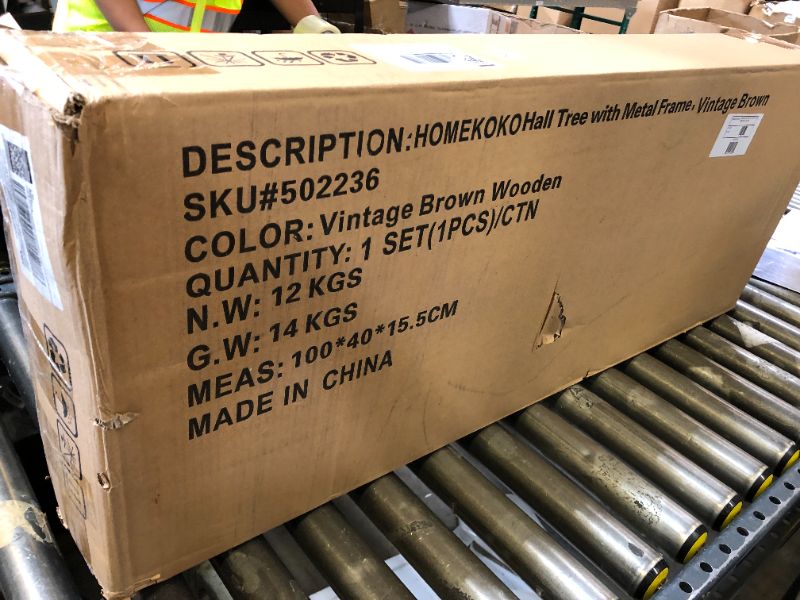 DESCRIPTION:HOMEKOKOHall Tree with Metal Frame, Vintage Brown
SKU#502236
COLOR: Vintage Brown Wooden
QUANTITY: 1 SET(1PCS)/CTN
N.W: 12 KGS
G.W: 14 KGS
MEAS: 100*40*15.5CM
MADE IN CHINA